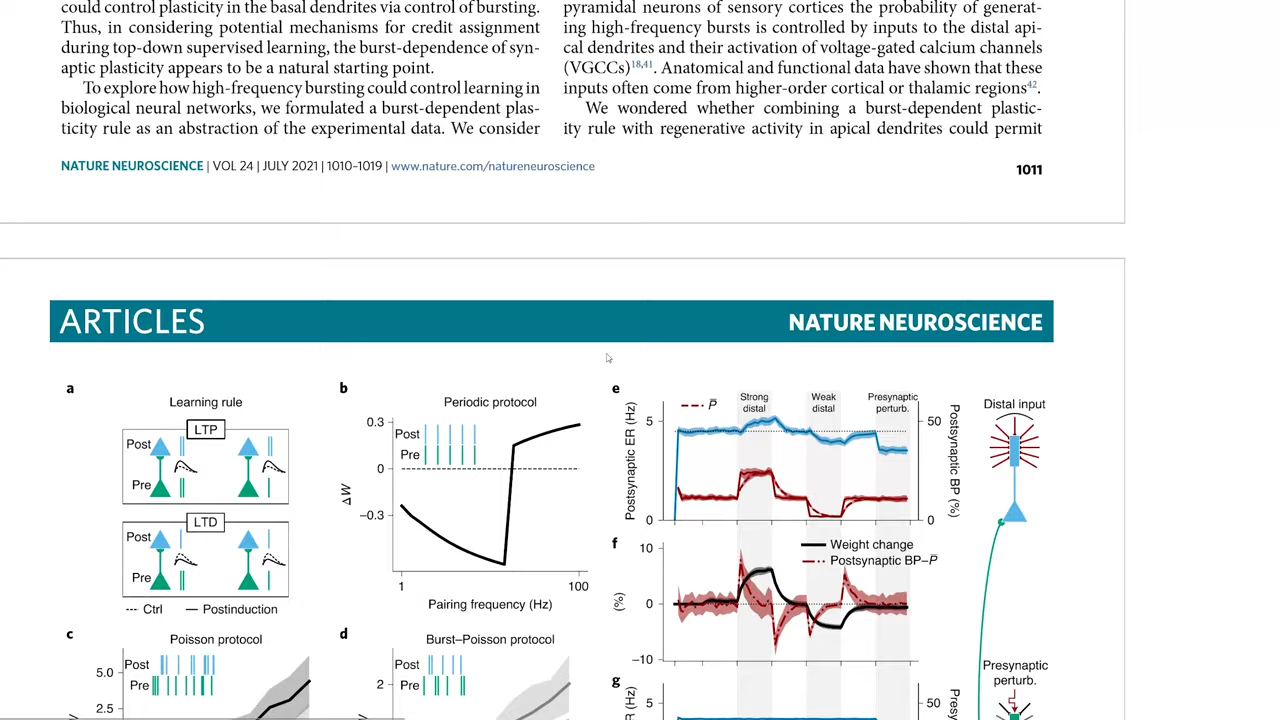 could control plasticity in the basal dendrites via control of bursting.
Thus, in considering potential mechanisms for credit assignment
during top-down supervised learning, the burst-dependence of syn-
aptic plasticity appears to be a natural starting point.
To explore how high-frequency bursting could control learning in
biological neural networks, we formulated a burst-dependent plas-
ticity rule as an abstraction of the experimental data. We consider
pyramidal neurons of sensory cortices the probability of generat-
ing high-frequency bursts is controlled by inputs to the distal api-
cal dendrites and their activation of voltage-gated calcium channels
(VGCCs)18,41. Anatomical and functional data have shown that these
inputs often come from higher-order cortical or thalamic regions42.
We wondered whether combining a burst-dependent plastic-
ity rule with regenerative activity in apical dendrites could permit
NATURE NEUROSCIENCE | VOL 24 | JULY 2021 | 1010–1019 | www.nature.com/natureneuroscience
1011
ARTICLES
NATURE NEUROSCIENCE
a
Learning rule
LTP
Post
Pre
LTD
Post
Pre
Ctrl
Postinduction
b
Periodic protocol
0.3
Post
Pre
0
ΔW
–0.3
1
100
Pairing frequency (Hz)
c
Poisson protocol
Post
5.0
Pre
2.5
d
Burst–Poisson protocol
Post
2
Pre
e
P̅
Strong
distal
Weak
distal
Presynaptic
perturb.
5
50
Postsynaptic ER (Hz)
Postsynaptic BP (%)
0
0
Distal input
f
10
Weight change
Postsynaptic BP–P̅
(%)
0
–10
g
5
50
R (Hz)
Presy
Presynaptic
perturb.